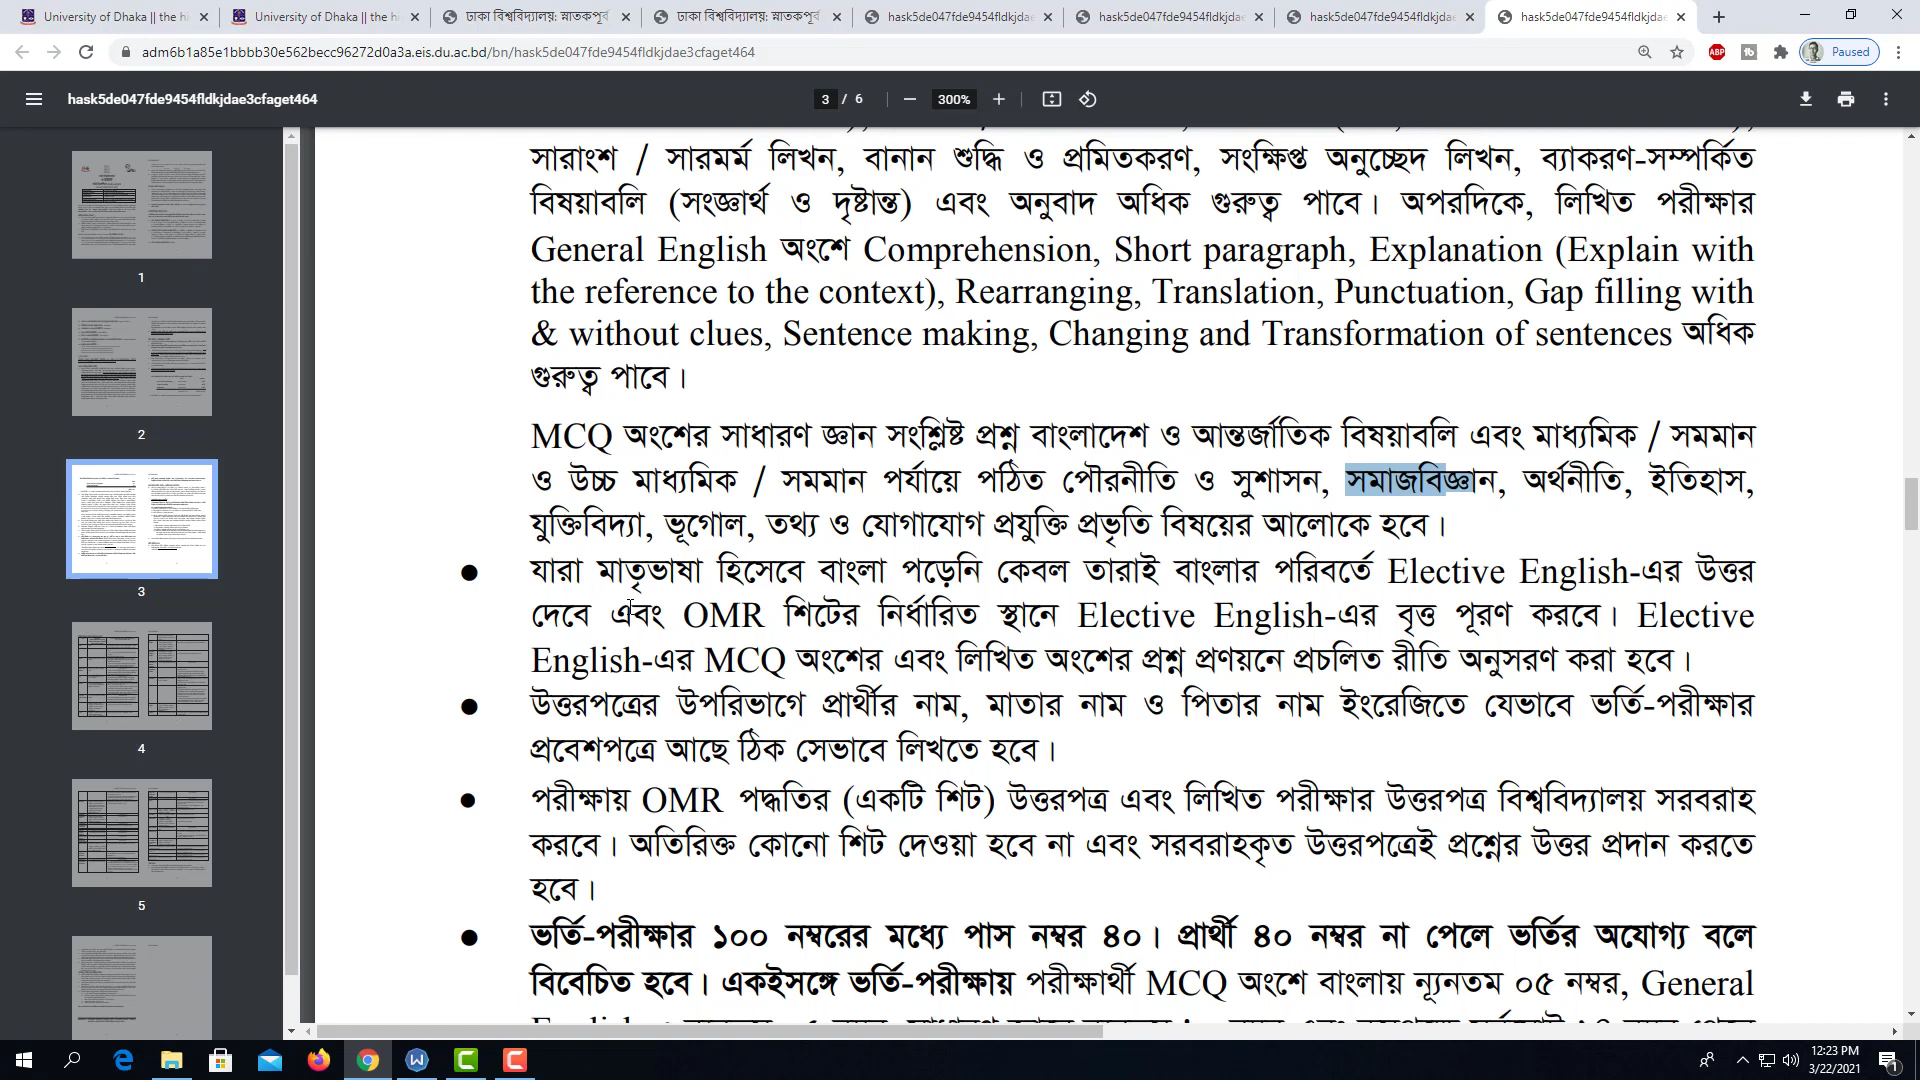 University of Dhaka || the hi
University of Dhaka || the hi
ঢাকা বিশ্ববিদ্যালয়: স্নাতকপূর্ব
ঢাকা বিশ্ববিদ্যালয়: স্নাতকপূর্ব
hask5de047fde9454fldkjdae
hask5de047fde9454fldkjdae
hask5de047fde9454fldkjdae
hask5de047fde9454fldkjdae
adm6b1a85e1bbbb30e562becc96272d0a3a.eis.du.ac.bd/bn/hask5de047fde9454fldkjdae3cfaget464
ABP
Paused
hask5de047fde9454fldkjdae3cfaget464
3 / 6
300%
সারাংশ / সারমর্ম লিখন, বানান শুদ্ধি ও প্রমিতকরণ, সংক্ষিপ্ত অনুচ্ছেদ লিখন, ব্যাকরণ-সম্পর্কিত
বিষয়াবলি (সংজ্ঞার্থ ও দৃষ্টান্ত) এবং অনুবাদ অধিক গুরুত্ব পাবে। অপরদিকে, লিখিত পরীক্ষার
General English অংশে Comprehension, Short paragraph, Explanation (Explain with
the reference to the context), Rearranging, Translation, Punctuation, Gap filling with
& without clues, Sentence making, Changing and Transformation of sentences অধিক
গুরুত্ব পাবে।
MCQ অংশের সাধারণ জ্ঞান সংশ্লিষ্ট প্রশ্ন বাংলাদেশ ও আন্তর্জাতিক বিষয়াবলি এবং মাধ্যমিক / সমমান
ও উচ্চ মাধ্যমিক / সমমান পর্যায়ে পঠিত পৌরনীতি ও সুশাসন, সমাজবিজ্ঞান, অর্থনীতি, ইতিহাস,
যুক্তিবিদ্যা, ভূগোল, তথ্য ও যোগাযোগ প্রযুক্তি প্রভৃতি বিষয়ের আলোকে হবে।
● যারা মাতৃভাষা হিসেবে বাংলা পড়েনি কেবল তারাই বাংলার পরিবর্তে Elective English-এর উত্তর
দেবে এবং OMR শিটের নির্ধারিত স্থানে Elective English-এর বৃত্ত পূরণ করবে। Elective
English-এর MCQ অংশের এবং লিখিত অংশের প্রশ্ন প্রণয়নে প্রচলিত রীতি অনুসরণ করা হবে।
● উত্তরপত্রের উপরিভাগে প্রার্থীর নাম, মাতার নাম ও পিতার নাম ইংরেজিতে যেভাবে ভর্তি-পরীক্ষার
প্রবেশপত্রে আছে ঠিক সেভাবে লিখতে হবে।
● পরীক্ষায় OMR পদ্ধতির (একটি শিট) উত্তরপত্র এবং লিখিত পরীক্ষার উত্তরপত্র বিশ্ববিদ্যালয় সরবরাহ
করবে। অতিরিক্ত কোনো শিট দেওয়া হবে না এবং সরবরাহকৃত উত্তরপত্রেই প্রশ্নের উত্তর প্রদান করতে
হবে।
● ভর্তি-পরীক্ষার ১০০ নম্বরের মধ্যে পাস নম্বর ৪০। প্রার্থী ৪০ নম্বর না পেলে ভর্তির অযোগ্য বলে
বিবেচিত হবে। একইসঙ্গে ভর্তি-পরীক্ষায় পরীক্ষার্থী MCQ অংশে বাংলায় ন্যূনতম ০৫ নম্বর, General
1
2
3
4
5
12:23 PM
3/22/2021
1